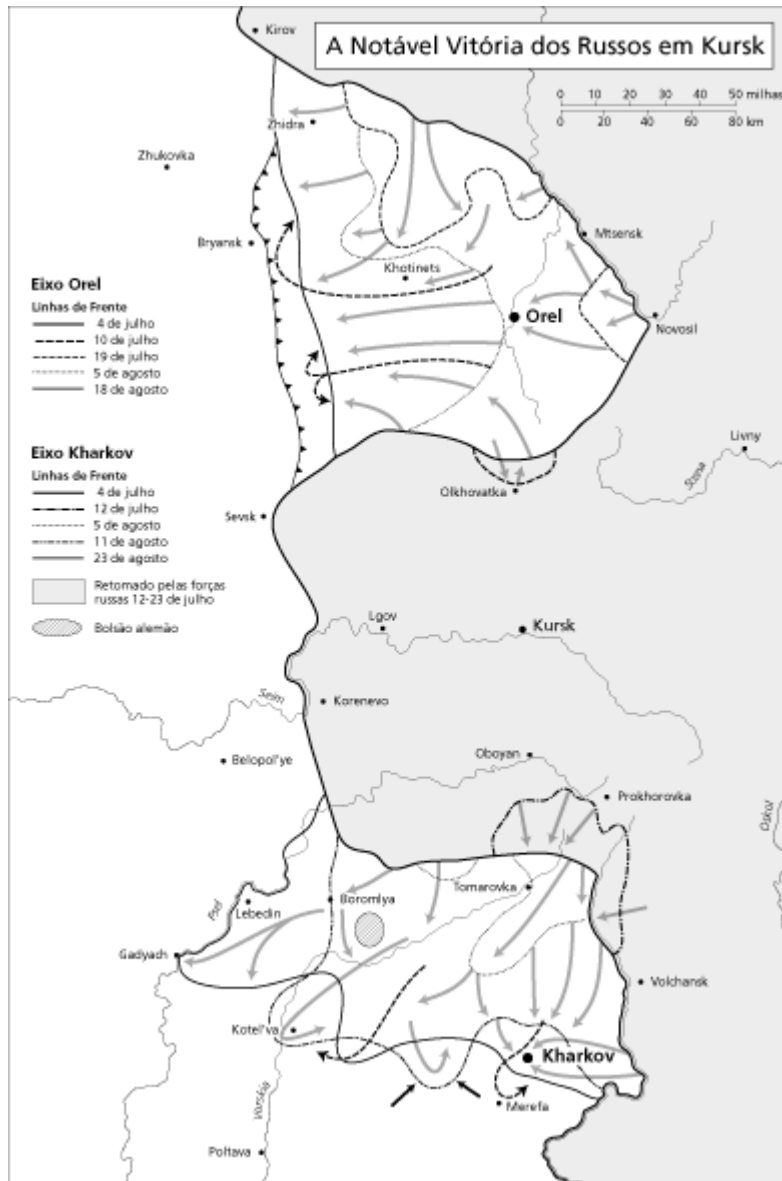 A Notável Vitória dos Russos em Kursk
0 10 20 30 40 50 milhas
0 20 40 60 80 km
Kirov
Zhidra
Zhukovka
Bryansk
Mtsensk
Khotinets
Orel
Novosil
Eixo Orel
Linhas de Frente
4 de julho
10 de julho
19 de julho
5 de agosto
18 de agosto
Livny
Sosna
Olkhovatka
Sevsk
Eixo Kharkov
Linhas de Frente
4 de julho
12 de julho
5 de agosto
11 de agosto
23 de agosto
Retomado pelas forças
russas 12-23 de julho
Bolsão alemão
Lgov
Kursk
Seim
Korenevo
Belopol'ye
Oboyan
Prokhorovka
Oskol
Tomarovka
Boromlya
Psel
Lebedin
Gadyach
Volchansk
Kotel'va
Kharkov
Merefa
Vorskla
Poltava